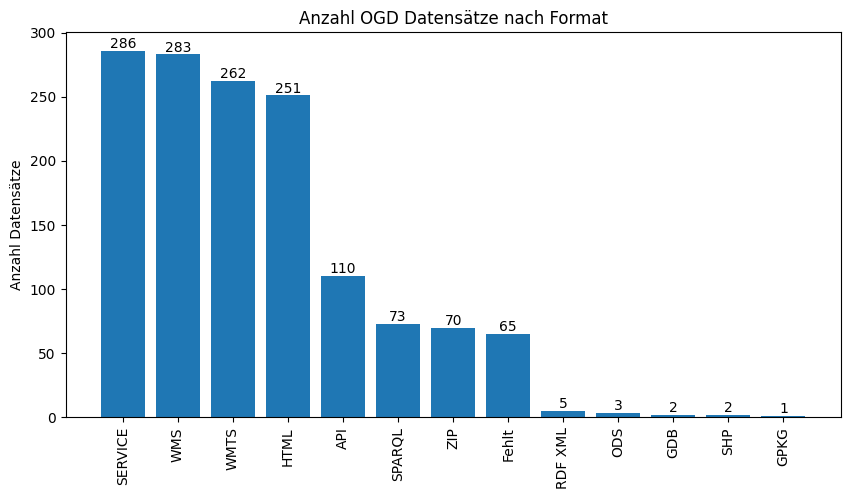 Anzahl OGD Datensätze nach Format
Anzahl Datensätze
300
250
200
150
100
50
0
286
283
262
251
110
73
70
65
5
3
2
2
1
SERVICE
WMS
WMTS
HTML
API
SPARQL
ZIP
Fehlt
RDF XML
ODS
GDB
SHP
GPKG